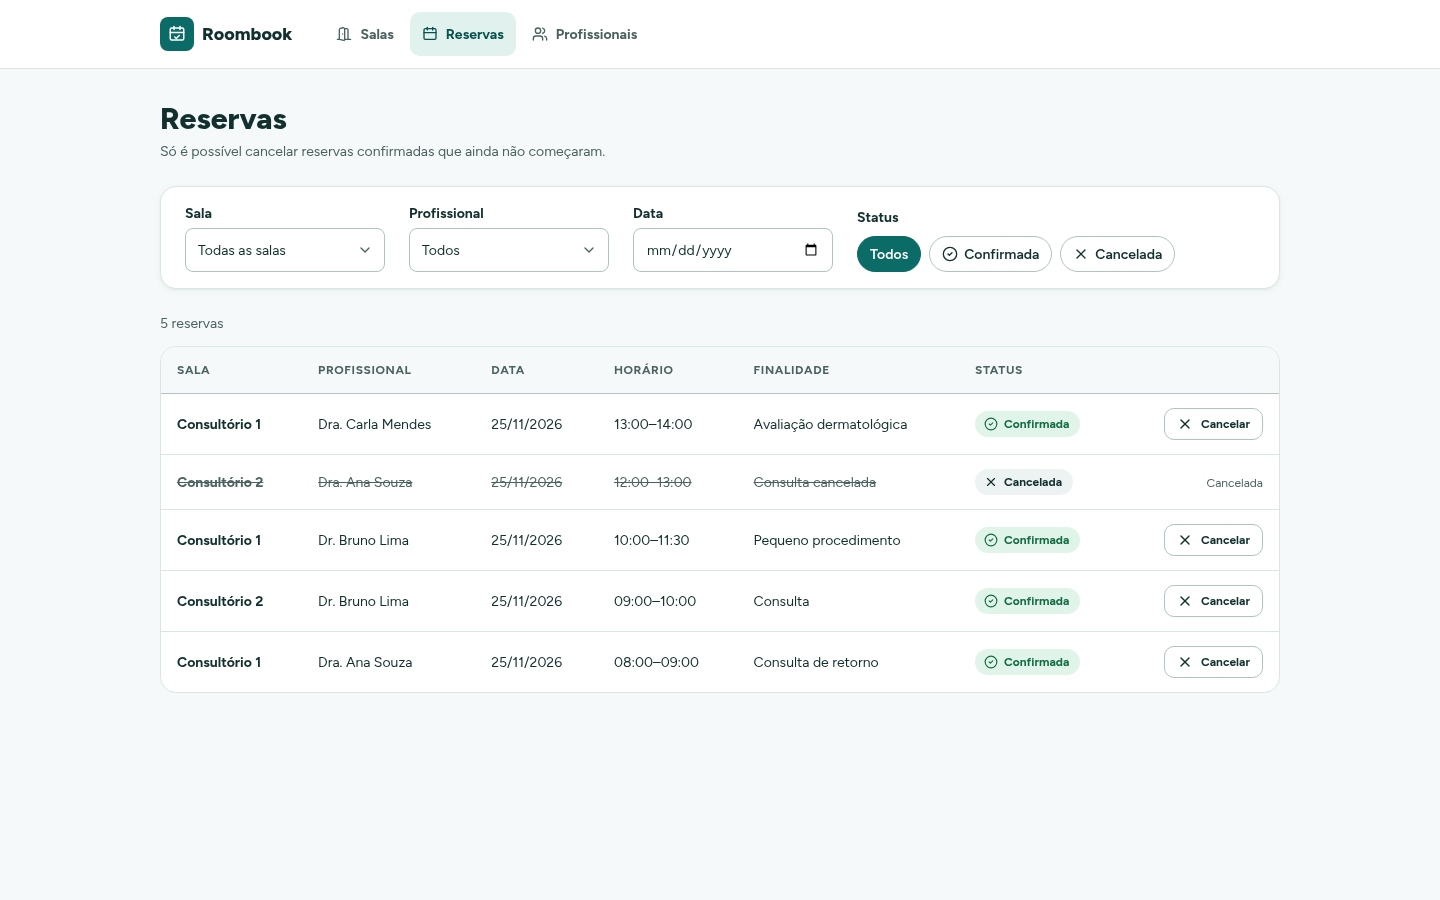 Roombook Salas Reservas Profissionais
Reservas
Só é possível cancelar reservas confirmadas que ainda não começaram.
Sala Profissional Data Status
Todas as salas Todos mm/dd/yyyy Todos Confirmada Cancelada
5 reservas
SALA PROFISSIONAL DATA HORÁRIO FINALIDADE STATUS
Consultório 1 Dra. Carla Mendes 25/11/2026 13:00–14:00 Avaliação dermatológica Confirmada Cancelar
Consultório 2 Dra. Ana Souza 25/11/2026 12:00–13:00 Consulta cancelada Cancelada Cancelada
Consultório 1 Dr. Bruno Lima 25/11/2026 10:00–11:30 Pequeno procedimento Confirmada Cancelar
Consultório 2 Dr. Bruno Lima 25/11/2026 09:00–10:00 Consulta Confirmada Cancelar
Consultório 1 Dra. Ana Souza 25/11/2026 08:00–09:00 Consulta de retorno Confirmada Cancelar